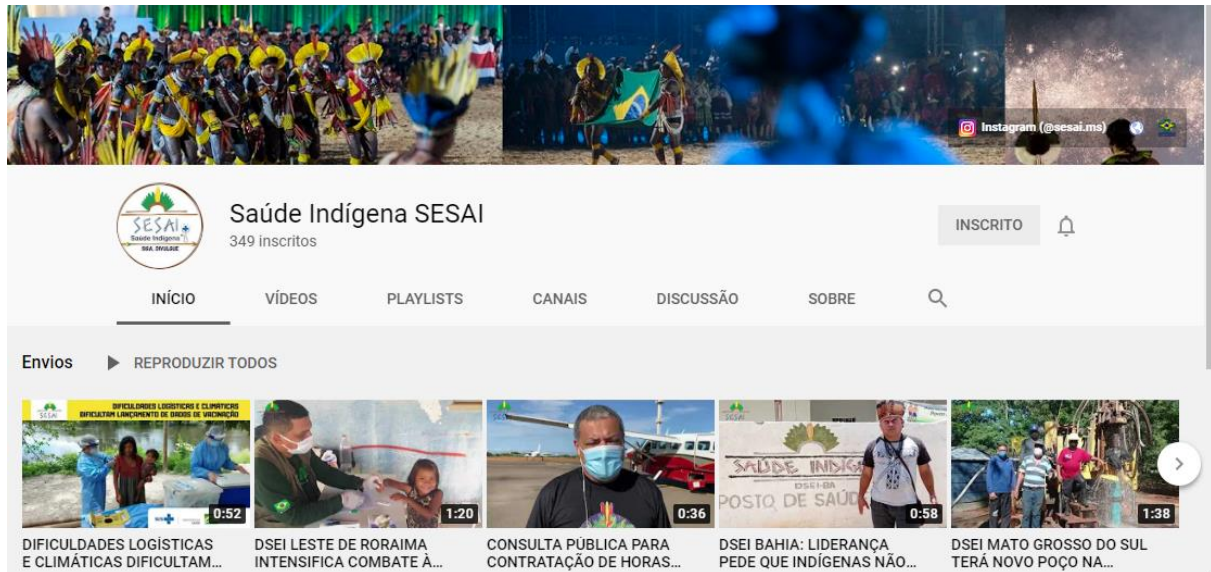 Instagram (@sesai.ms)
SESAI
Saúde Indígena
SIGA, DIVULGUE
Saúde Indígena SESAI
349 inscritos
INSCRITO
INÍCIO
VÍDEOS
PLAYLISTS
CANAIS
DISCUSSÃO
SOBRE
Envios
REPRODUZIR TODOS
SESAI
DIFICULDADES LOGÍSTICAS E CLIMÁTICAS
DIFICULTAM LANÇAMENTO DE DADOS DE VACINAÇÃO
SUS
0:52
1:20
0:36
SAÚDE INDÍG
DSEI-BA
POSTO DE SAÚD
0:58
1:38
DIFICULDADES LOGÍSTICAS
E CLIMÁTICAS DIFICULTAM...
DSEI LESTE DE RORAIMA
INTENSIFICA COMBATE À...
CONSULTA PÚBLICA PARA
CONTRATAÇÃO DE HORAS...
DSEI BAHIA: LIDERANÇA
PEDE QUE INDÍGENAS NÃO...
DSEI MATO GROSSO DO SUL
TERÁ NOVO POÇO NA...